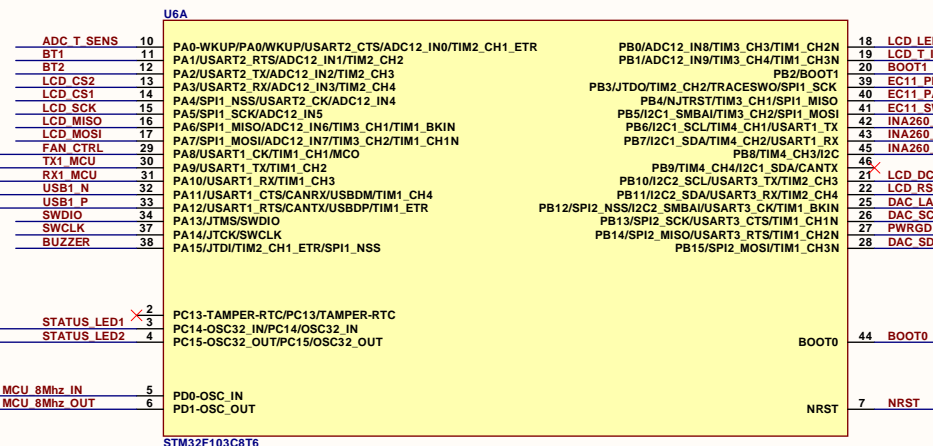 U6A
ADC_T_SENS 10 PA0-WKUP/PA0/WKUP/USART2_CTS/ADC12_IN0/TIM2_CH1_ETR PB0/ADC12_IN8/TIM3_CH3/TIM1_CH2N 18
BT1 11 PA1/USART2_RTS/ADC12_IN1/TIM2_CH2 PB1/ADC12_IN9/TIM3_CH4/TIM1_CH3N 19
BT2 12 PA2/USART2_TX/ADC12_IN2/TIM2_CH3 PB2/BOOT1 20 BOOT1
LCD_CS2 13 PA3/USART2_RX/ADC12_IN3/TIM2_CH4 PB3/JTDO/TIM2_CH2/TRACESWO/SPI1_SCK 39
LCD_CS1 14 PA4/SPI1_NSS/USART2_CK/ADC12_IN4 PB4/NJTRST/TIM3_CH1/SPI1_MISO 40
LCD_SCK 15 PA5/SPI1_SCK/ADC12_IN5 PB5/I2C1_SMBAI/TIM3_CH2/SPI1_MOSI 41
LCD_MISO 16 PA6/SPI1_MISO/ADC12_IN6/TIM3_CH1/TIM1_BKIN PB6/I2C1_SCL/TIM4_CH1/USART1_TX 42 INA260
LCD_MOSI 17 PA7/SPI1_MOSI/ADC12_IN7/TIM3_CH2/TIM1_CH1N PB7/I2C1_SDA/TIM4_CH2/USART1_RX 43 INA260
FAN_CTRL 29 PA8/USART1_CK/TIM1_CH1/MCO PB8/TIM4_CH3/I2C 45 INA260
TX1_MCU 30 PA9/USART1_TX/TIM1_CH2 PB9/TIM4_CH4/I2C1_SDA/CANTX 46
RX1_MCU 31 PA10/USART1_RX/TIM1_CH3 PB10/I2C2_SCL/USART3_TX/TIM2_CH3 21 LCD_DC
USB1_N 32 PA11/USART1_CTS/CANRX/USBDM/TIM1_CH4 PB11/I2C2_SDA/USART3_RX/TIM2_CH4 22 LCD_RS
USB1_P 33 PA12/USART1_RTS/CANTX/USBDP/TIM1_ETR PB12/SPI2_NSS/I2C2_SMBAI/USART3_CK/TIM1_BKIN 25 DAC_LA
SWDIO 34 PA13/JTMS/SWDIO PB13/SPI2_SCK/USART3_CTS/TIM1_CH1N 26 DAC_SC
SWCLK 37 PA14/JTCK/SWCLK PB14/SPI2_MISO/USART3_RTS/TIM1_CH2N 27 PWRGD
BUZZER 38 PA15/JTDI/TIM2_CH1_ETR/SPI1_NSS PB15/SPI2_MOSI/TIM1_CH3N 28 DAC_SD
2 PC13-TAMPER-RTC/PC13/TAMPER-RTC
STATUS_LED1 3 PC14-OSC32_IN/PC14/OSC32_IN
STATUS_LED2 4 PC15-OSC32_OUT/PC15/OSC32_OUT BOOT0 44 BOOT0
MCU_8Mhz_IN 5 PD0-OSC_IN
MCU_8Mhz_OUT 6 PD1-OSC_OUT NRST 7 NRST
STM32F103C8T6